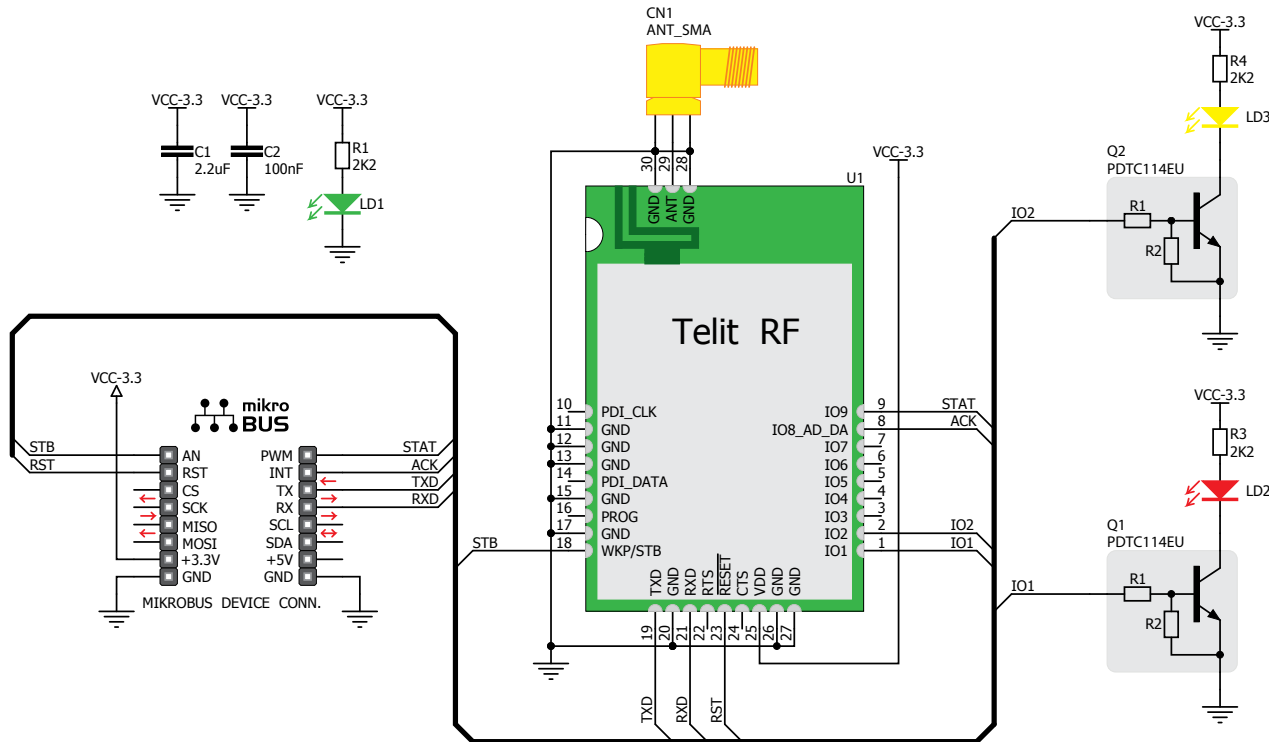 CN1
ANT_SMA
VCC-3.3
R4
2K2
LD3
VCC-3.3
C1
2.2uF
VCC-3.3
C2
100nF
VCC-3.3
R1
2K2
LD1
30
29
28
GND
ANT
GND
U1
VCC-3.3
Q2
PDTC114EU
IO2
R1
R2
Telit RF
VCC-3.3
mikro
BUS
STB
RST
AN
RST
CS
SCK
MISO
MOSI
+3.3V
GND
PWM
INT
TX
RX
SCL
SDA
+5V
GND
STAT
ACK
TXD
RXD
MIKROBUS DEVICE CONN.
STB
10
11
12
13
14
15
16
17
18
PDI_CLK
GND
GND
GND
PDI_DATA
GND
PROG
GND
WKP/STB
IO9
IO8_AD_DA
IO7
IO6
IO5
IO4
IO3
IO2
IO1
9
8
7
6
5
4
3
2
1
STAT
ACK
IO2
IO1
TXD
GND
RXD
RTS
RESET
CTS
VDD
GND
GND
19
20
21
22
23
24
25
26
27
TXD
RXD
RST
VCC-3.3
R3
2K2
LD2
Q1
PDTC114EU
IO1
R1
R2